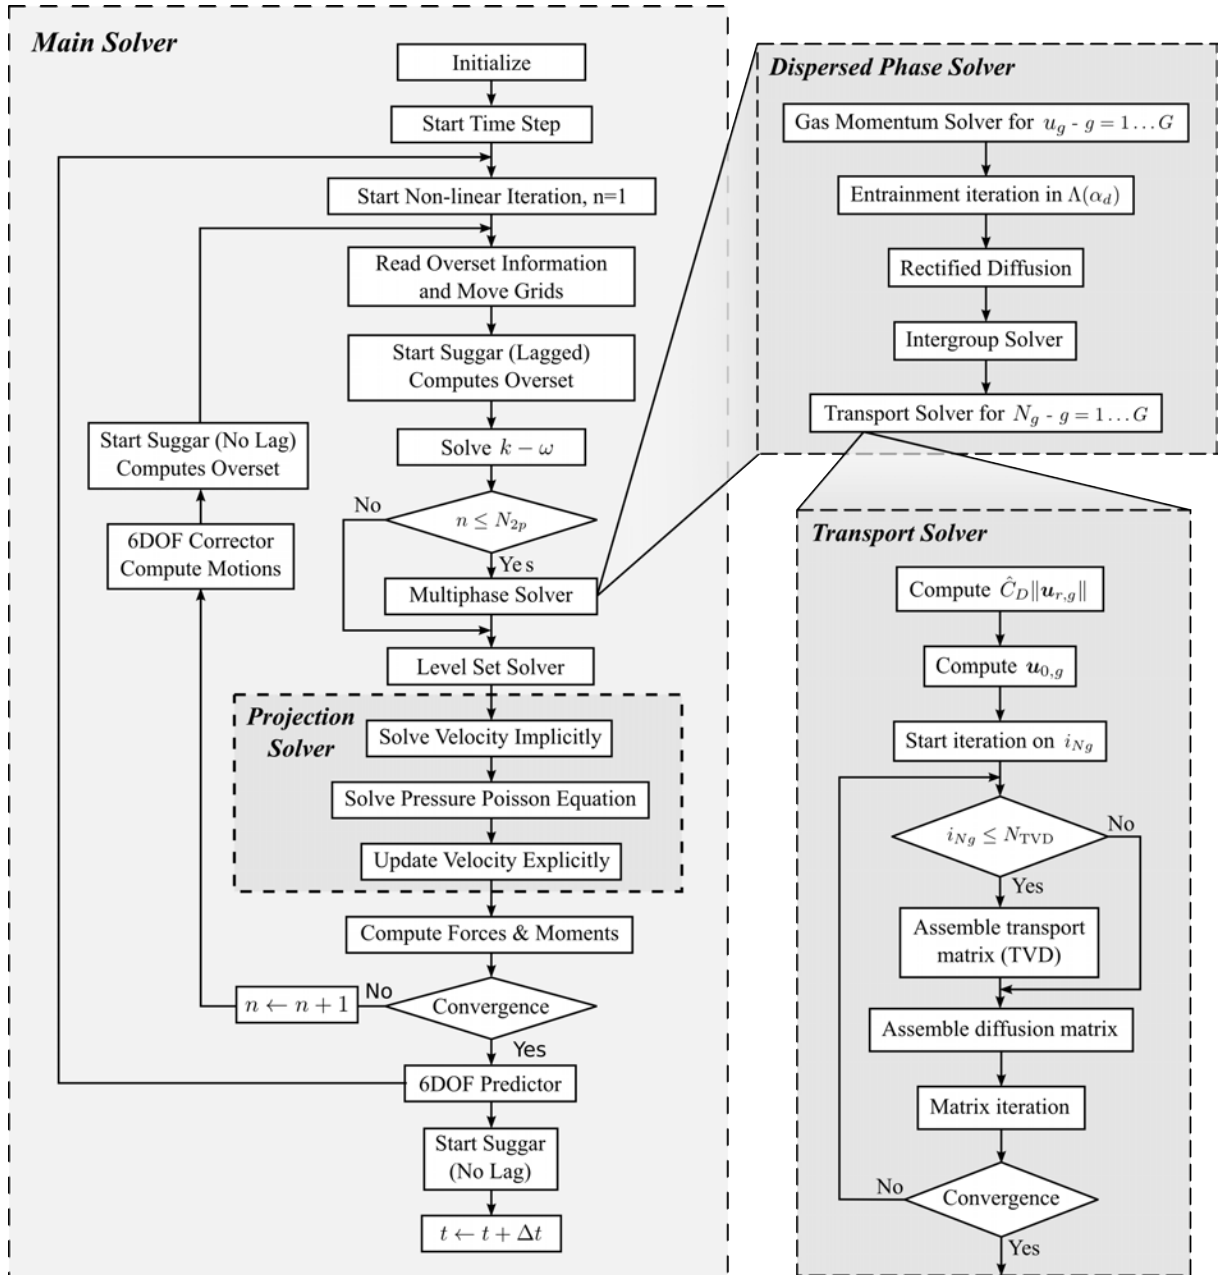 Main Solver
Initialize
Start Time Step
Start Non-linear Iteration, n=1
Read Overset Information
and Move Grids
Start Suggar (Lagged)
Computes Overset
Solve k − ω
No
n ≤ N_{2p}
Yes
Multiphase Solver
Level Set Solver
Projection
Solver
Solve Velocity Implicitly
Solve Pressure Poisson Equation
Update Velocity Explicitly
Compute Forces & Moments
Convergence
No
n ← n + 1
6DOF Corrector
Compute Motions
Start Suggar (No Lag)
Computes Overset
Yes
6DOF Predictor
Start Suggar
(No Lag)
t ← t + Δt
Dispersed Phase Solver
Gas Momentum Solver for u_g - g = 1 … G
Entrainment iteration in Λ(α_d)
Rectified Diffusion
Intergroup Solver
Transport Solver for N_g - g = 1 … G
Transport Solver
Compute Ĉ_D‖u_{r,g}‖
Compute u_{0,g}
Start iteration on i_{Ng}
i_{Ng} ≤ N_{TVD}
No
Yes
Assemble transport
matrix (TVD)
Assemble diffusion matrix
Matrix iteration
Convergence
No
Yes